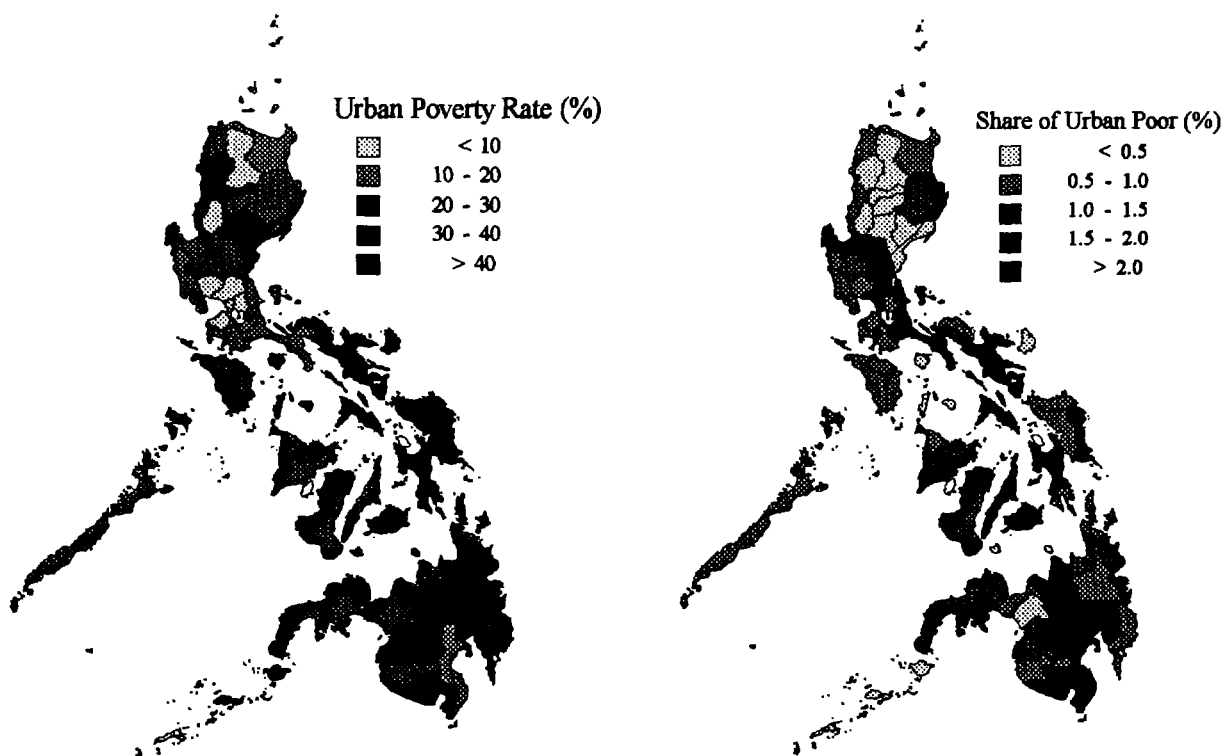 Urban Poverty Rate (%)
< 10
10 - 20
20 - 30
30 - 40
> 40
Share of Urban Poor (%)
< 0.5
0.5 - 1.0
1.0 - 1.5
1.5 - 2.0
> 2.0